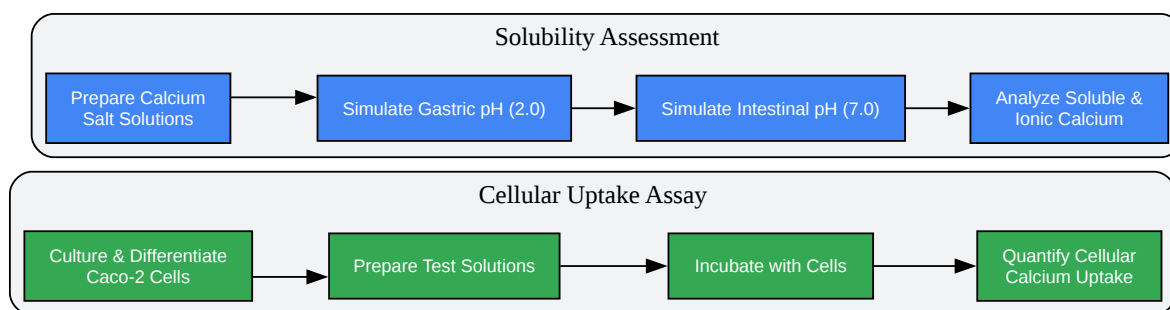 Solubility Assessment
Prepare Calcium
Salt Solutions
Simulate Gastric pH (2.0)
Simulate Intestinal pH (7.0)
Analyze Soluble &
Ionic Calcium
Cellular Uptake Assay
Culture & Differentiate
Caco-2 Cells
Prepare Test Solutions
Incubate with Cells
Quantify Cellular
Calcium Uptake